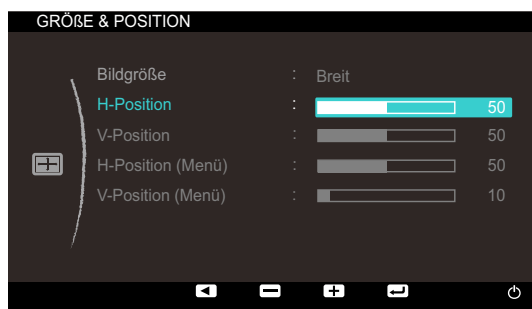 GRÖßE & POSITION
Bildgröße : Breit
H-Position : 50
V-Position : 50
H-Position (Menü) : 50
V-Position (Menü) : 10